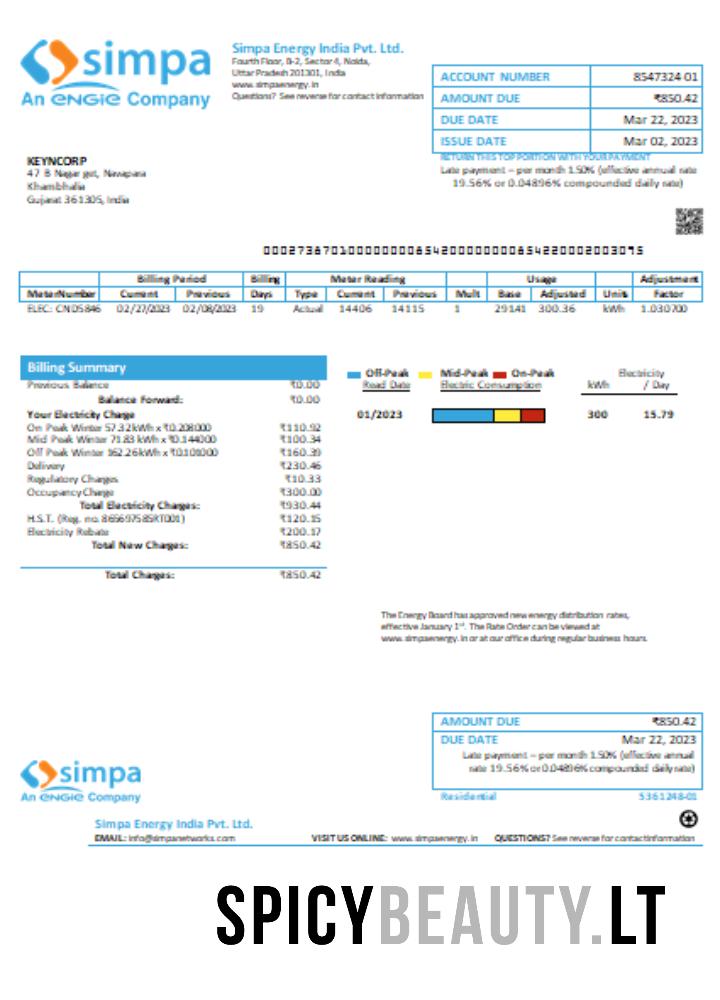 simpa
An ENGIE Company
Simpa Energy India Pvt. Ltd.
Fourth Floor, B-2, Sector 4, Noida,
Uttar Pradesh 201301, India
www.simpaenergy.in
Questions? See reverse for contact information
ACCOUNT NUMBER 8547324-01
AMOUNT DUE ₹850.42
DUE DATE Mar 22, 2023
ISSUE DATE Mar 02, 2023
RETURN THIS TOP PORTION WITH YOUR PAYMENT
Late payment – per month 1.50% (effective annual rate
19.56% or 0.04896% compounded daily rate)
KEYNCORP
47 B Nagar get, Navapara
Khambhalia
Gujarat 361305, India
Billing Period Billing Meter Reading Usage Adjustment
MeterNumber Current Previous Days Type Current Previous Mult Base Adjusted Units Factor
ELEC: CND5846 02/27/2023 02/08/2023 19 Actual 14406 14115 1 29141 300.36 kWh 1.030700
Billing Summary
Previous Balance ₹0.00
Balance Forward: ₹0.00
Your Electricity Charge
On Peak Winter 57.32 kWh x ₹0.208000 ₹110.92
Mid Peak Winter 71.83 kWh x ₹0.144000 ₹100.34
Off Peak Winter 162.26 kWh x ₹0.101000 ₹160.39
Delivery ₹230.46
Regulatory Charges ₹10.33
Occupancy Charge ₹300.00
Total Electricity Charges: ₹930.44
H.S.T. (Reg. no. 865697585RT001) ₹120.15
Electricity Rebate ₹200.17
Total New Charges: ₹850.42
Total Charges: ₹850.42
Off-Peak Mid-Peak On-Peak Electricity
Read Date Electric Consumption kWh / Day
01/2023 300 15.79
The Energy Board has approved new energy distribution rates,
effective January 1st. The Rate Order can be viewed at
www.simpaenergy.in or at our office during regular business hours.
AMOUNT DUE ₹850.42
DUE DATE Mar 22, 2023
Late payment – per month 1.50% (effective annual
rate 19.56% or 0.04896% compounded daily rate)
Residential 5361248-01
simpa
An ENGIE Company
Simpa Energy India Pvt. Ltd.
EMAIL: info@simpanetworks.com VISIT US ONLINE: www.simpaenergy.in QUESTIONS? See reverse for contact information
SPICYBEAUTY.LT